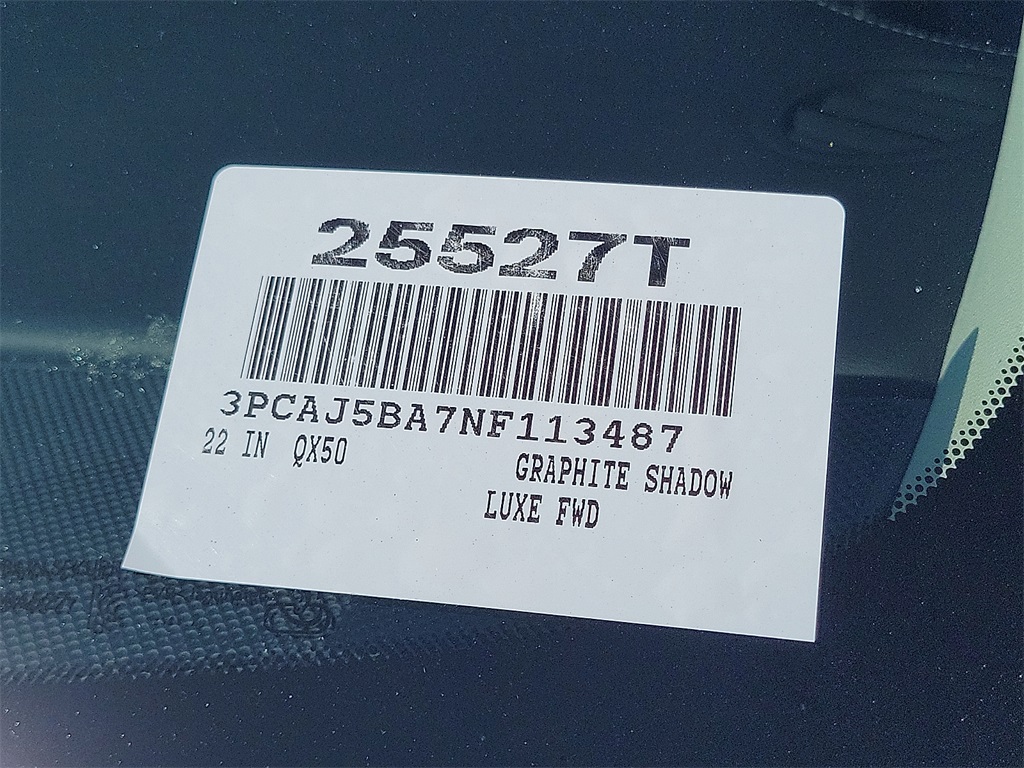 25527T
3PCAJ5BA7NF113487
22 IN QX50
GRAPHITE SHADOW
LUXE FWD